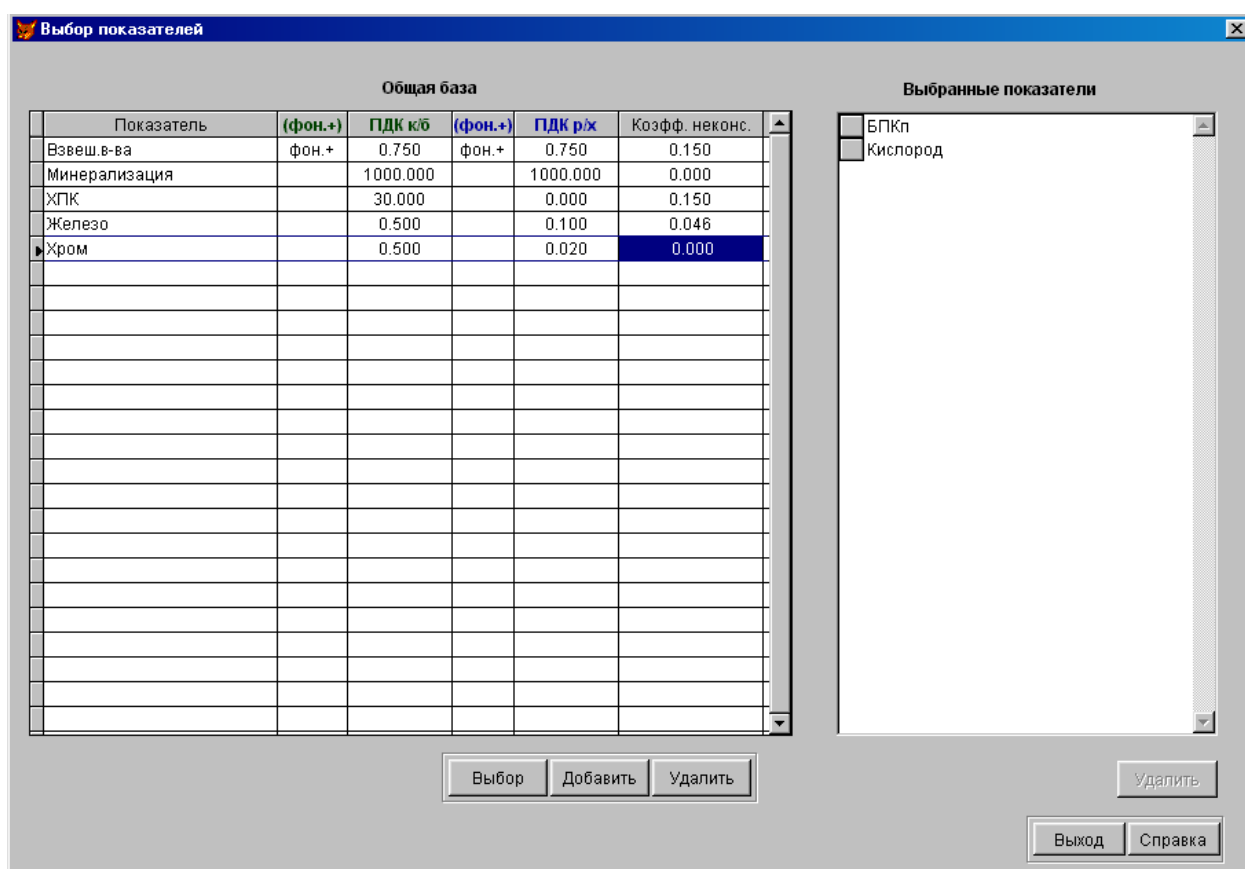 Выбор показателей
Общая база
Выбранные показатели
Показатель (фон.+) ПДК к/б (фон.+) ПДК р/х Коэфф. неконс.
Взвеш.в-ва фон.+ 0.750 фон.+ 0.750 0.150
Минерализация 1000.000 1000.000 0.000
ХПК 30.000 0.000 0.150
Железо 0.500 0.100 0.046
Хром 0.500 0.020 0.000
БПКп
Кислород
Выбор Добавить Удалить
Удалить
Выход Справка